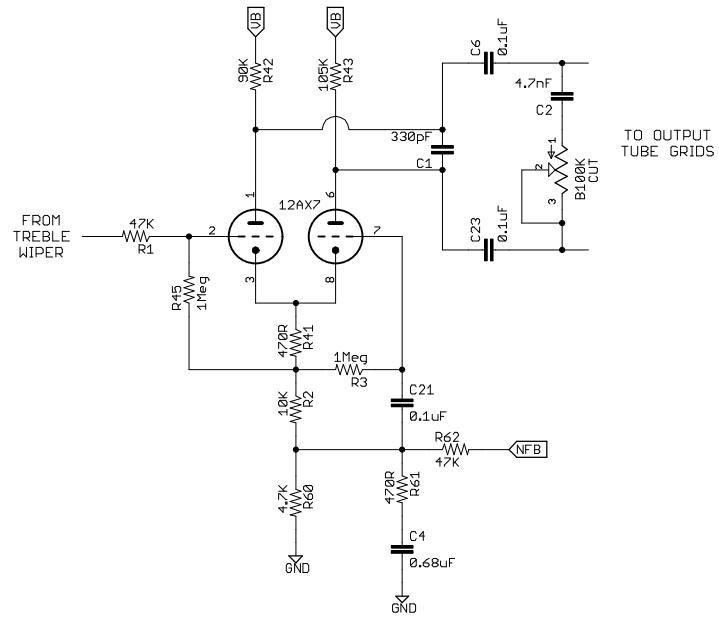 VB
VB
90K
R42
105K
R43
C6
0.1uF
4.7nF
C2
330pF
C1
1
2
3
B100K
CUT
TO OUTPUT
TUBE GRIDS
FROM
TREBLE
WIPER
47K
R1
1
2
3
12AX7
6
7
8
C23
0.1uF
R45
1Meg
470R
R41
1Meg
R3
10K
R2
C21
0.1uF
R62
47K
NFB
4.7K
R60
470R
R61
C4
0.68uF
GND
GND